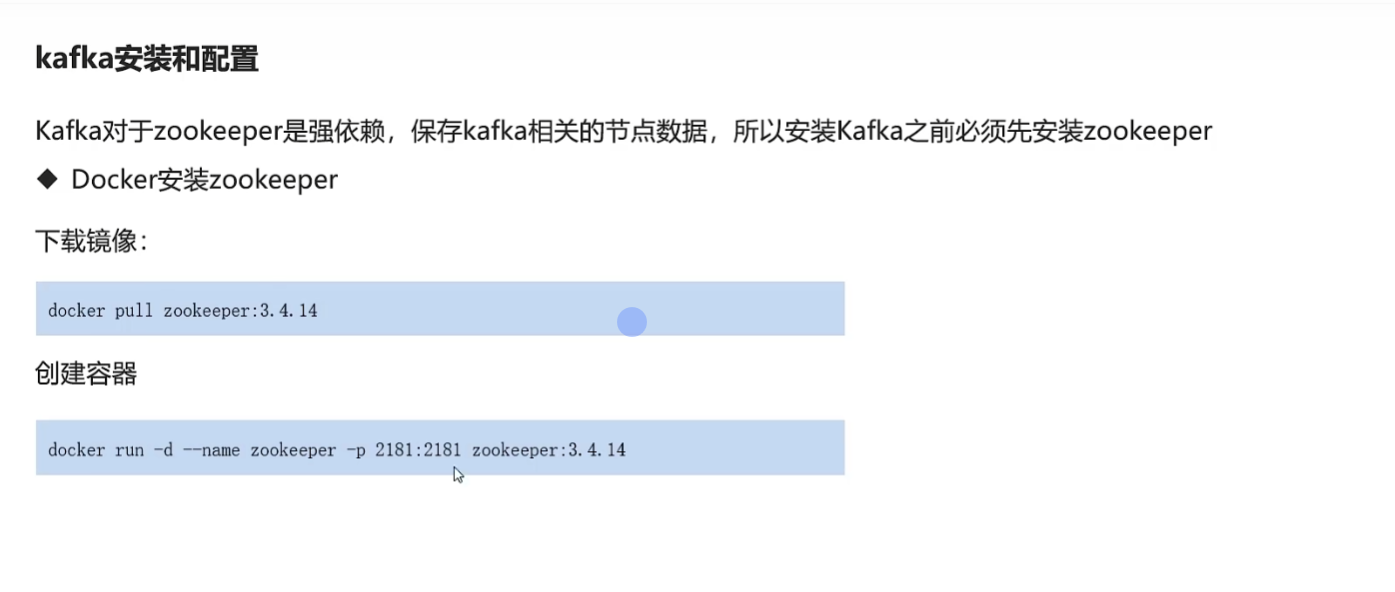 kafka安装和配置
Kafka对于zookeeper是强依赖，保存kafka相关的节点数据，所以安装Kafka之前必须先安装zookeeper
◆ Docker安装zookeeper
下载镜像：
docker pull zookeeper:3.4.14
创建容器
docker run -d --name zookeeper -p 2181:2181 zookeeper:3.4.14